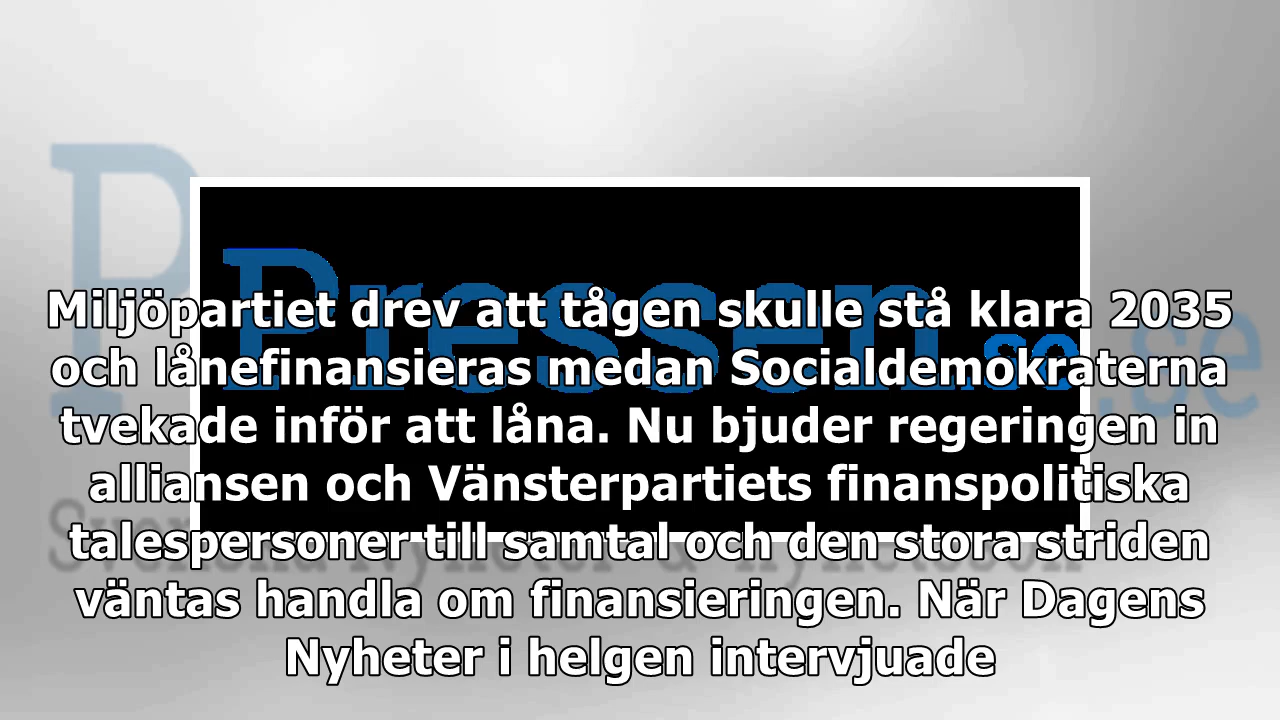 Pressen.se
Miljöpartiet drev att tågen skulle stå klara 2035
och lånefinansieras medan Socialdemokraterna
tvekade inför att låna. Nu bjuder regeringen in
alliansen och Vänsterpartiets finanspolitiska
talespersoner till samtal och den stora striden
väntas handla om finansieringen. När Dagens
Nyheter i helgen intervjuade